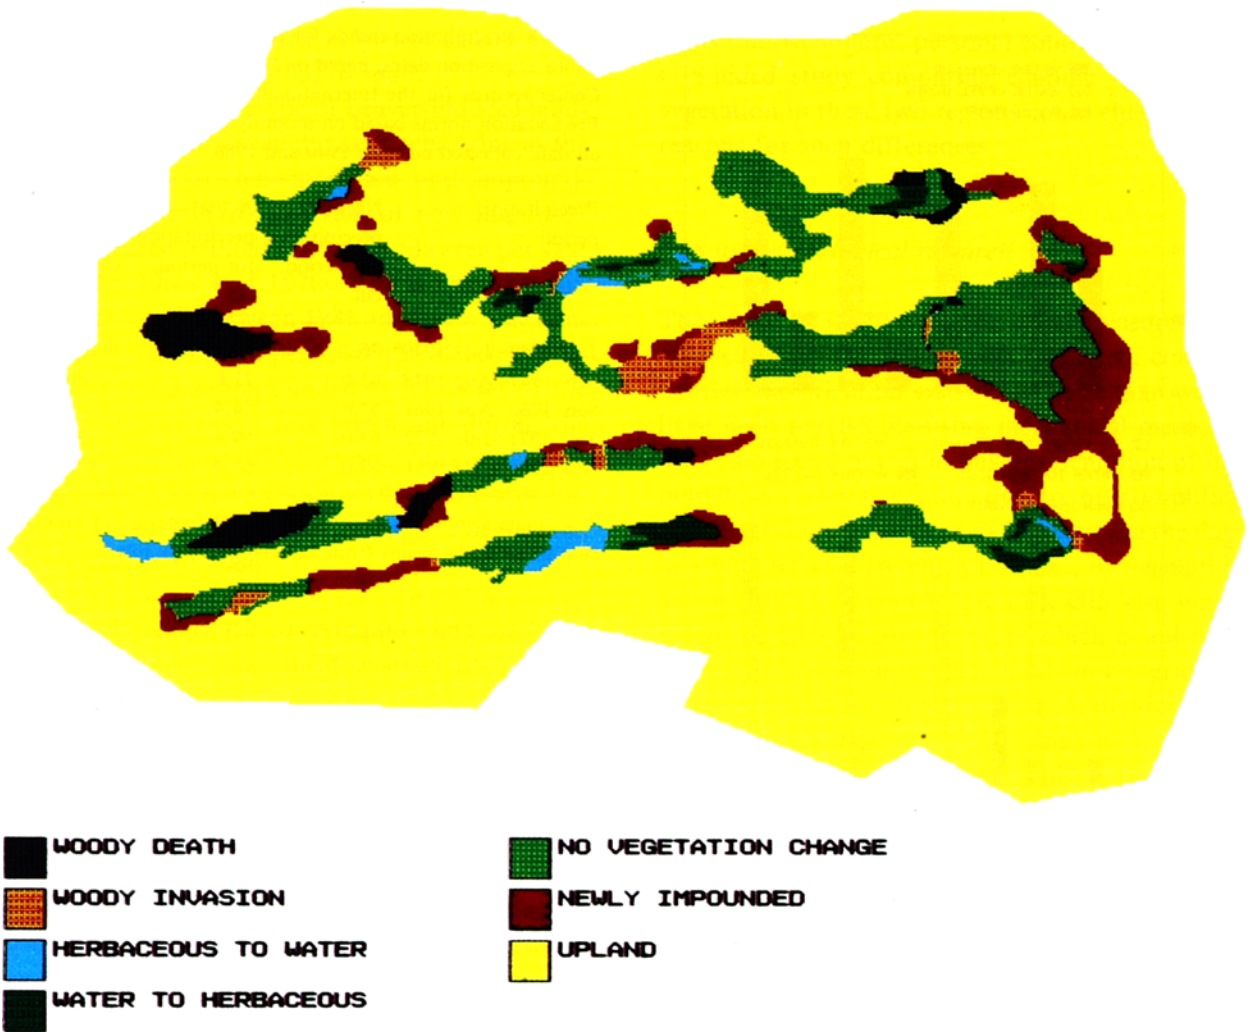 WOODY DEATH
WOODY INVASION
HERBACEOUS TO WATER
WATER TO HERBACEOUS
NO VEGETATION CHANGE
NEWLY IMPOUNDED
UPLAND